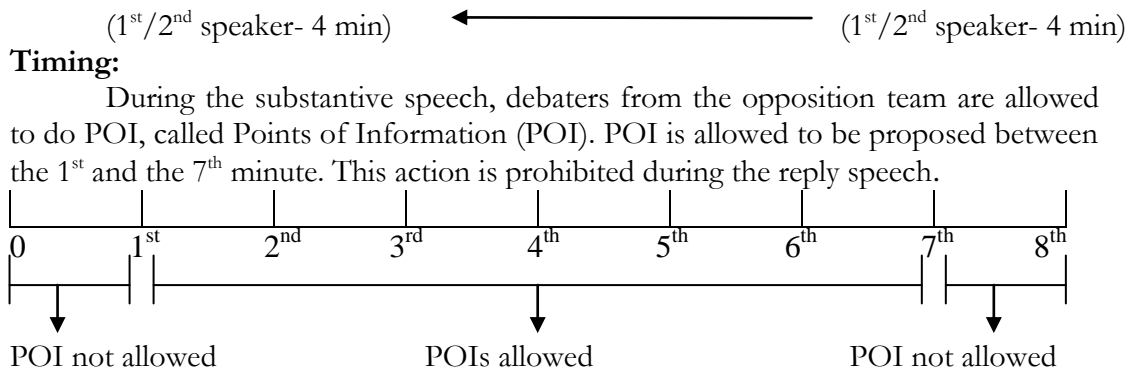 (1st/2nd speaker- 4 min) (1st/2nd speaker- 4 min)
Timing:
During the substantive speech, debaters from the opposition team are allowed
to do POI, called Points of Information (POI). POI is allowed to be proposed between
the 1st and the 7th minute. This action is prohibited during the reply speech.
0 1st 2nd 3rd 4th 5th 6th 7th 8th
POI not allowed POIs allowed POI not allowed